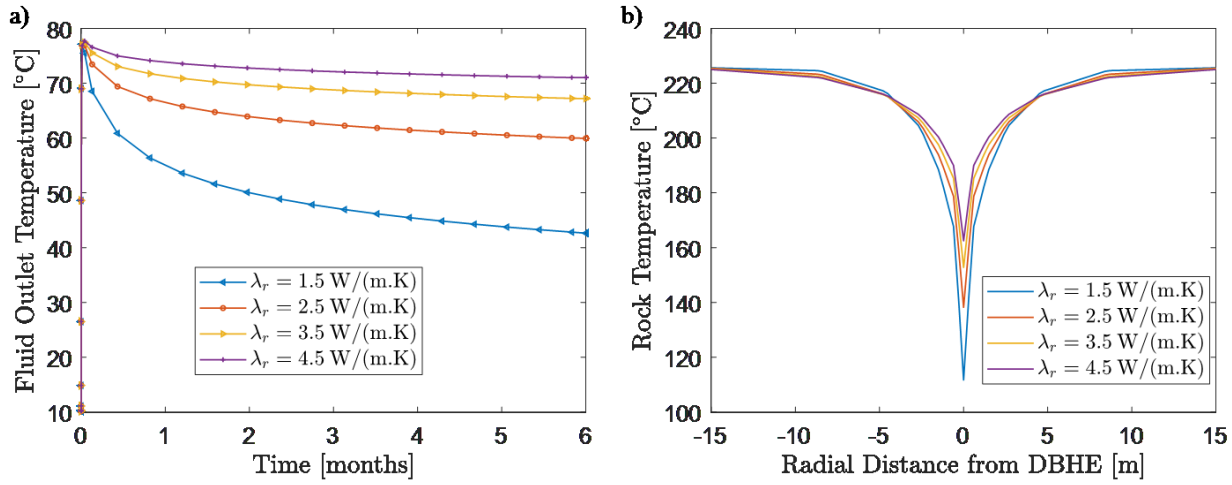 a)
Fluid Outlet Temperature [°C]
80
70
60
50
40
30
20
10
λr = 1.5 W/(m.K)
λr = 2.5 W/(m.K)
λr = 3.5 W/(m.K)
λr = 4.5 W/(m.K)
0 1 2 3 4 5 6
Time [months]
b)
Rock Temperature [°C]
240
220
200
180
160
140
120
100
λr = 1.5 W/(m.K)
λr = 2.5 W/(m.K)
λr = 3.5 W/(m.K)
λr = 4.5 W/(m.K)
-15 -10 -5 0 5 10 15
Radial Distance from DBHE [m]